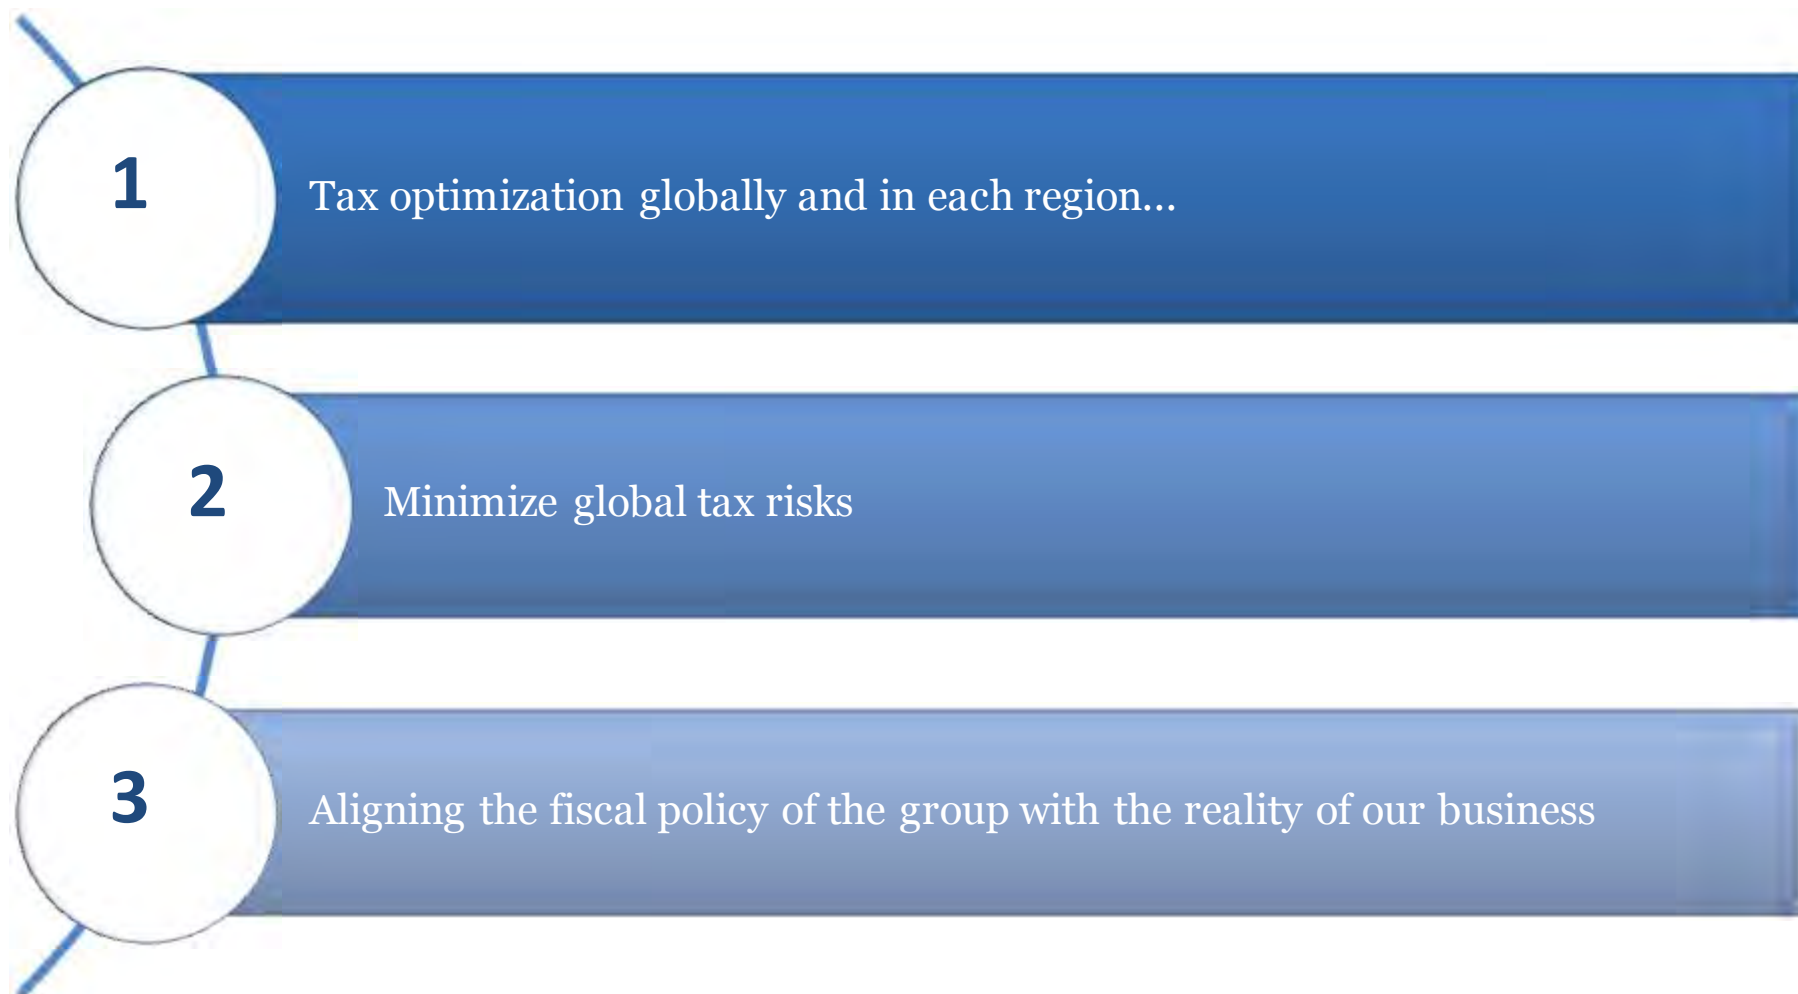 1
Tax optimization globally and in each region...
2
Minimize global tax risks
3
Aligning the fiscal policy of the group with the reality of our business